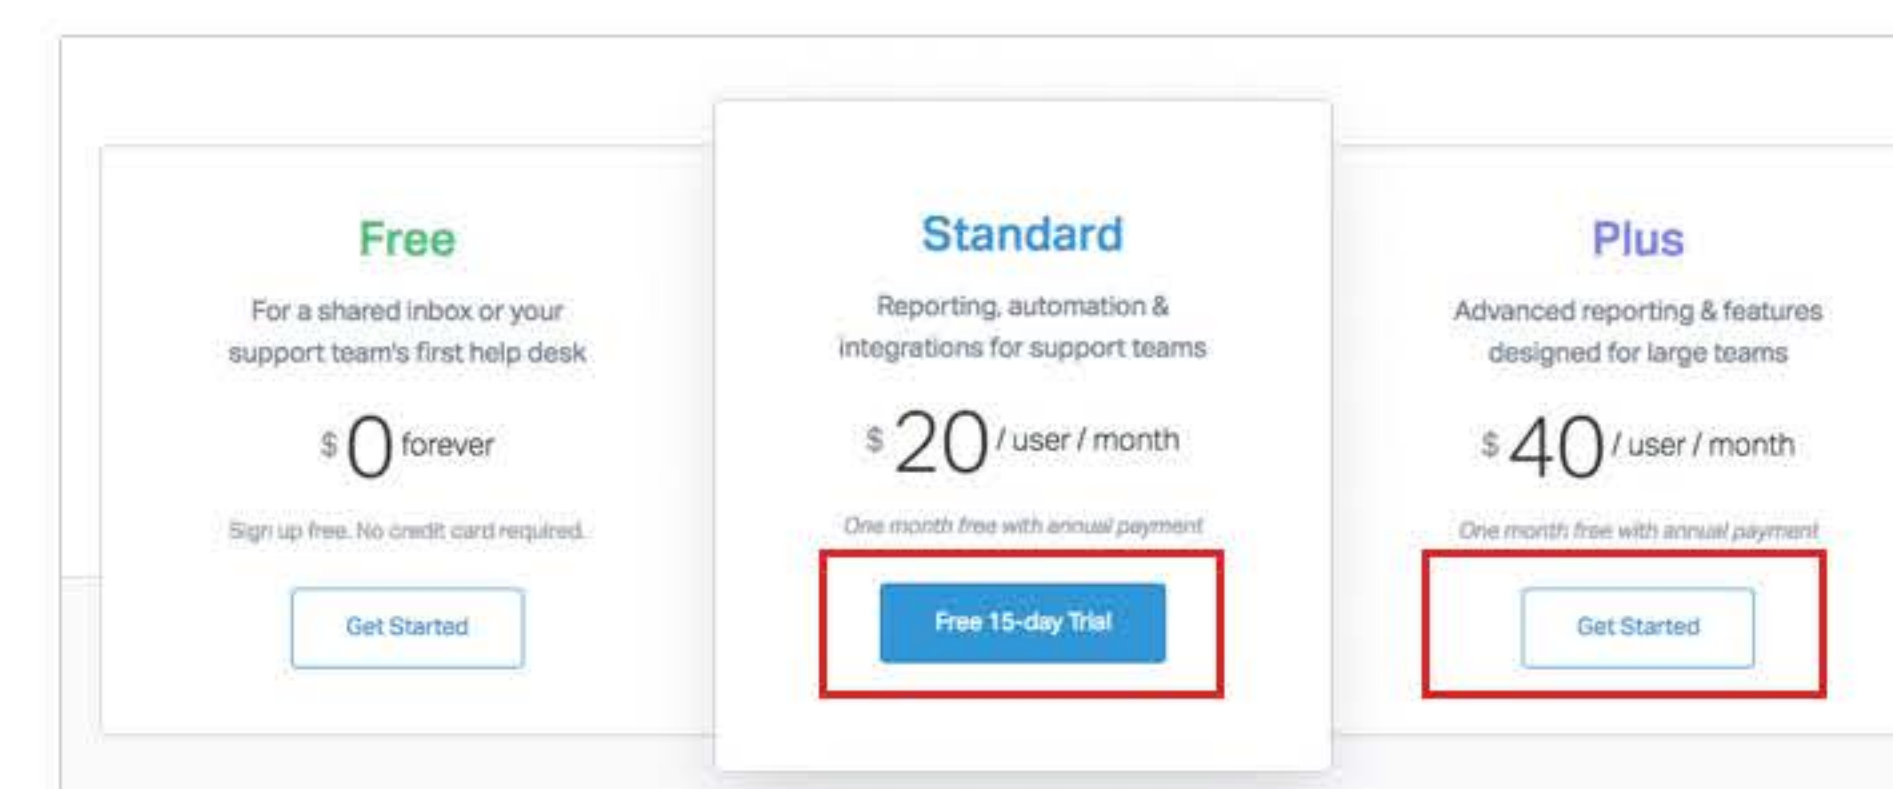 Free
For a shared inbox or your
support team's first help desk
$ 0 forever
Sign up free. No credit card required.
Get Started
Standard
Reporting, automation &
integrations for support teams
$ 20 / user / month
One month free with annual payment
Free 15-day Trial
Plus
Advanced reporting & features
designed for large teams
$ 40 / user / month
One month free with annual payment
Get Started